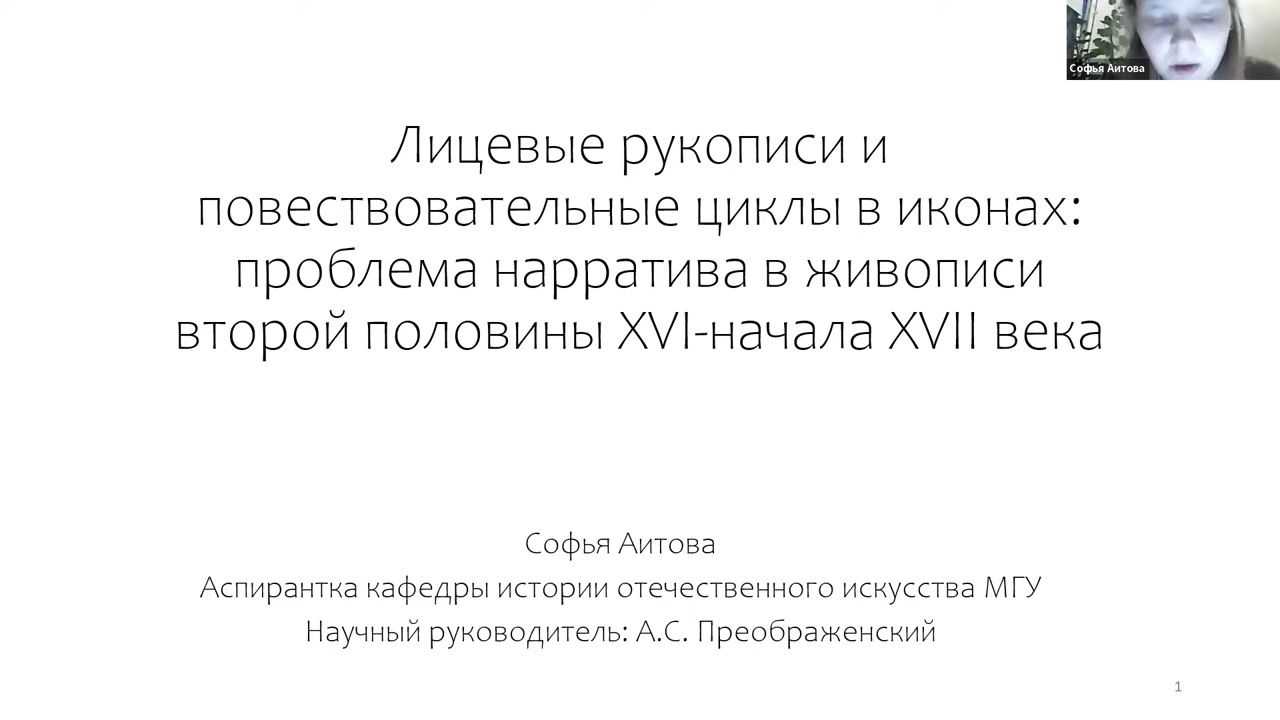 Софья Аитова
Лицевые рукописи и
повествовательные циклы в иконах:
проблема нарратива в живописи
второй половины XVI-начала XVII века
Софья Аитова
Аспирантка кафедры истории отечественного искусства МГУ
Научный руководитель: А.С. Преображенский
1